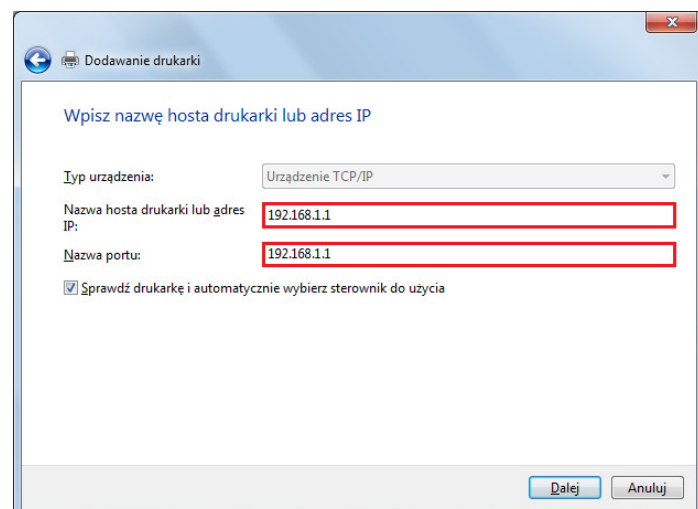 Dodawanie drukarki
Wpisz nazwę hosta drukarki lub adres IP
Typ urządzenia: Urządzenie TCP/IP
Nazwa hosta drukarki lub adres
IP: 192.168.1.1
Nazwa portu: 192.168.1.1
Sprawdź drukarkę i automatycznie wybierz sterownik do użycia
Dalej Anuluj